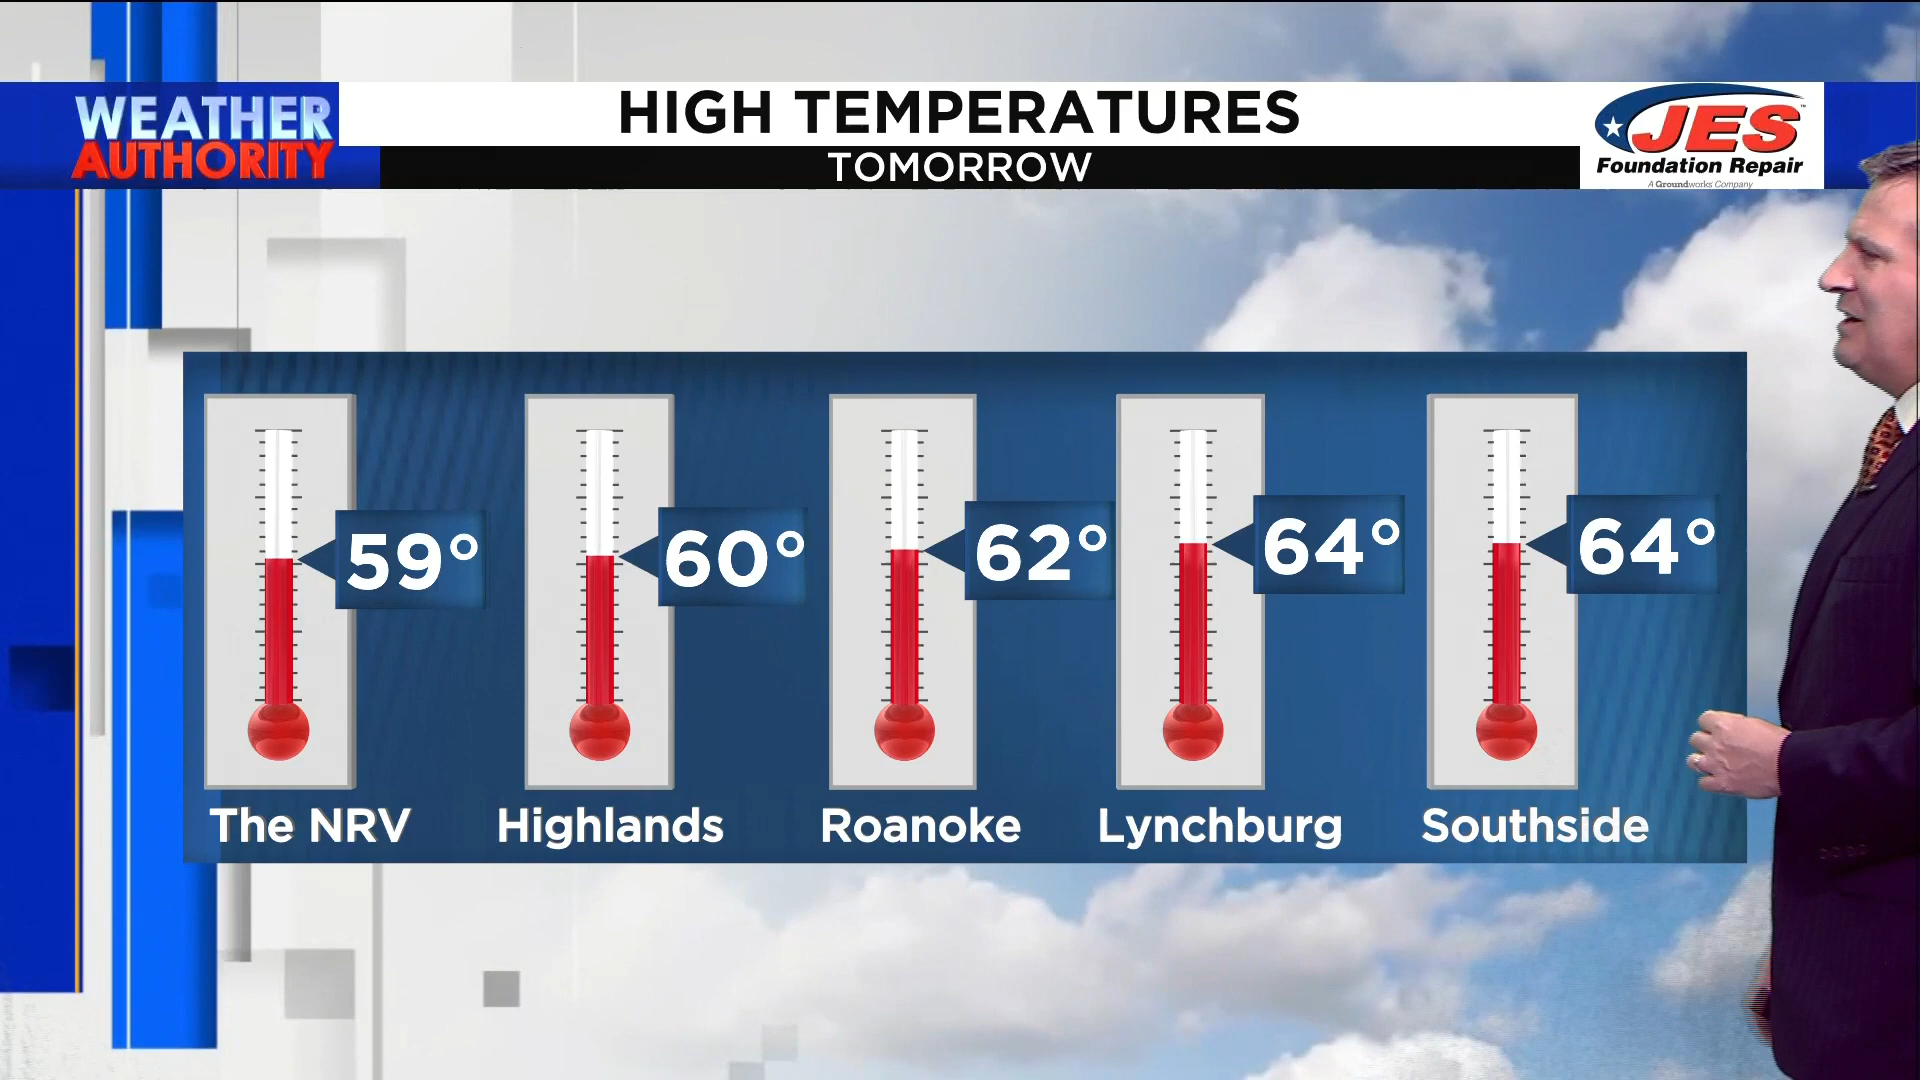 WEATHER
AUTHORITY
HIGH TEMPERATURES
TOMORROW
JES
Foundation Repair
A Groundworks Company
59°
60°
62°
64°
64°
The NRV
Highlands
Roanoke
Lynchburg
Southside